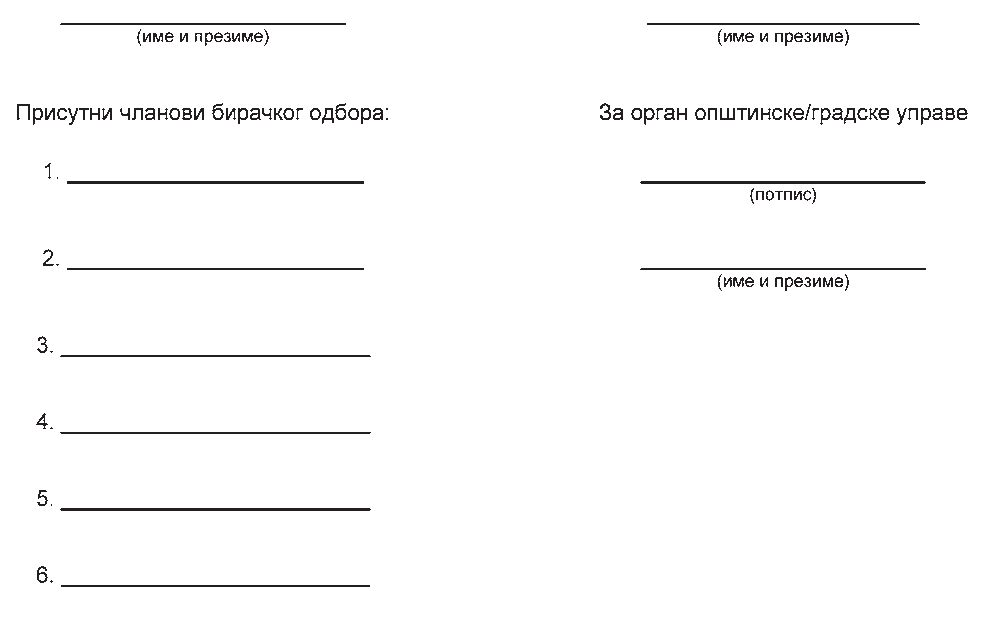 (име и презиме) (име и презиме)
Присутни чланови бирачког одбора: За орган општинске/градске управе
1.
(потпис)
2.
(име и презиме)
3.
4.
5.
6.